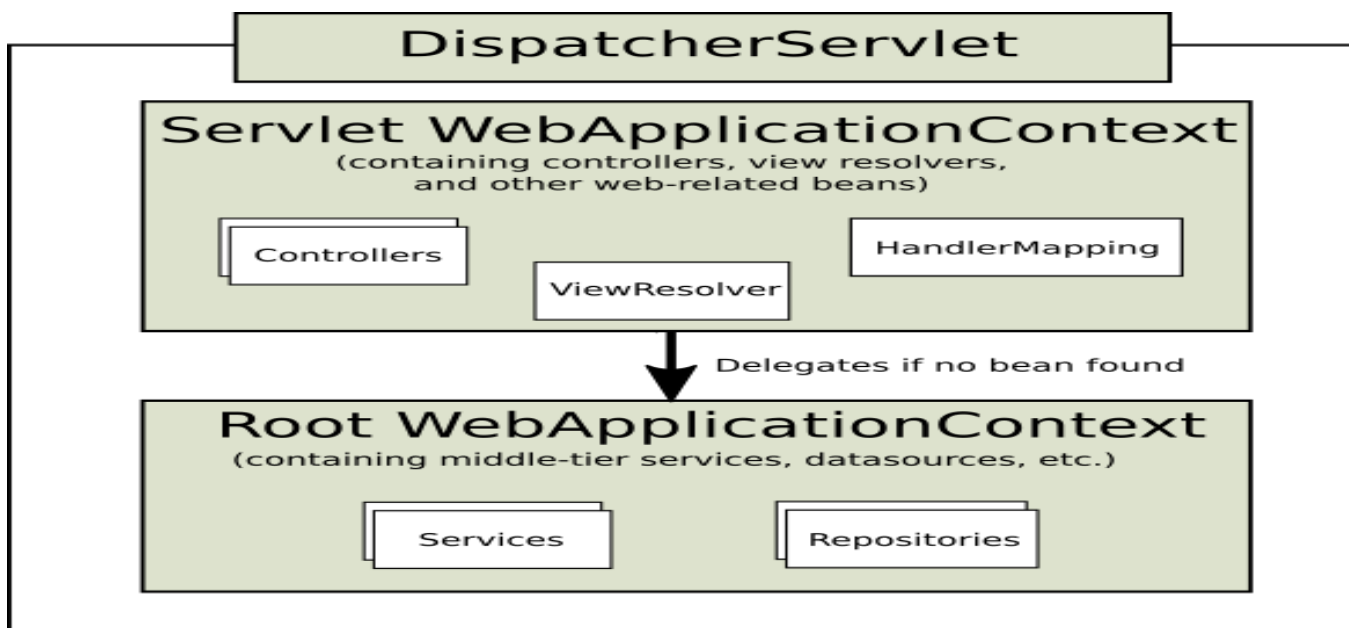 DispatcherServlet
Servlet WebApplicationContext
(containing controllers, view resolvers,
and other web-related beans)
Controllers
HandlerMapping
ViewResolver
Delegates if no bean found
Root WebApplicationContext
(containing middle-tier services, datasources, etc.)
Services
Repositories